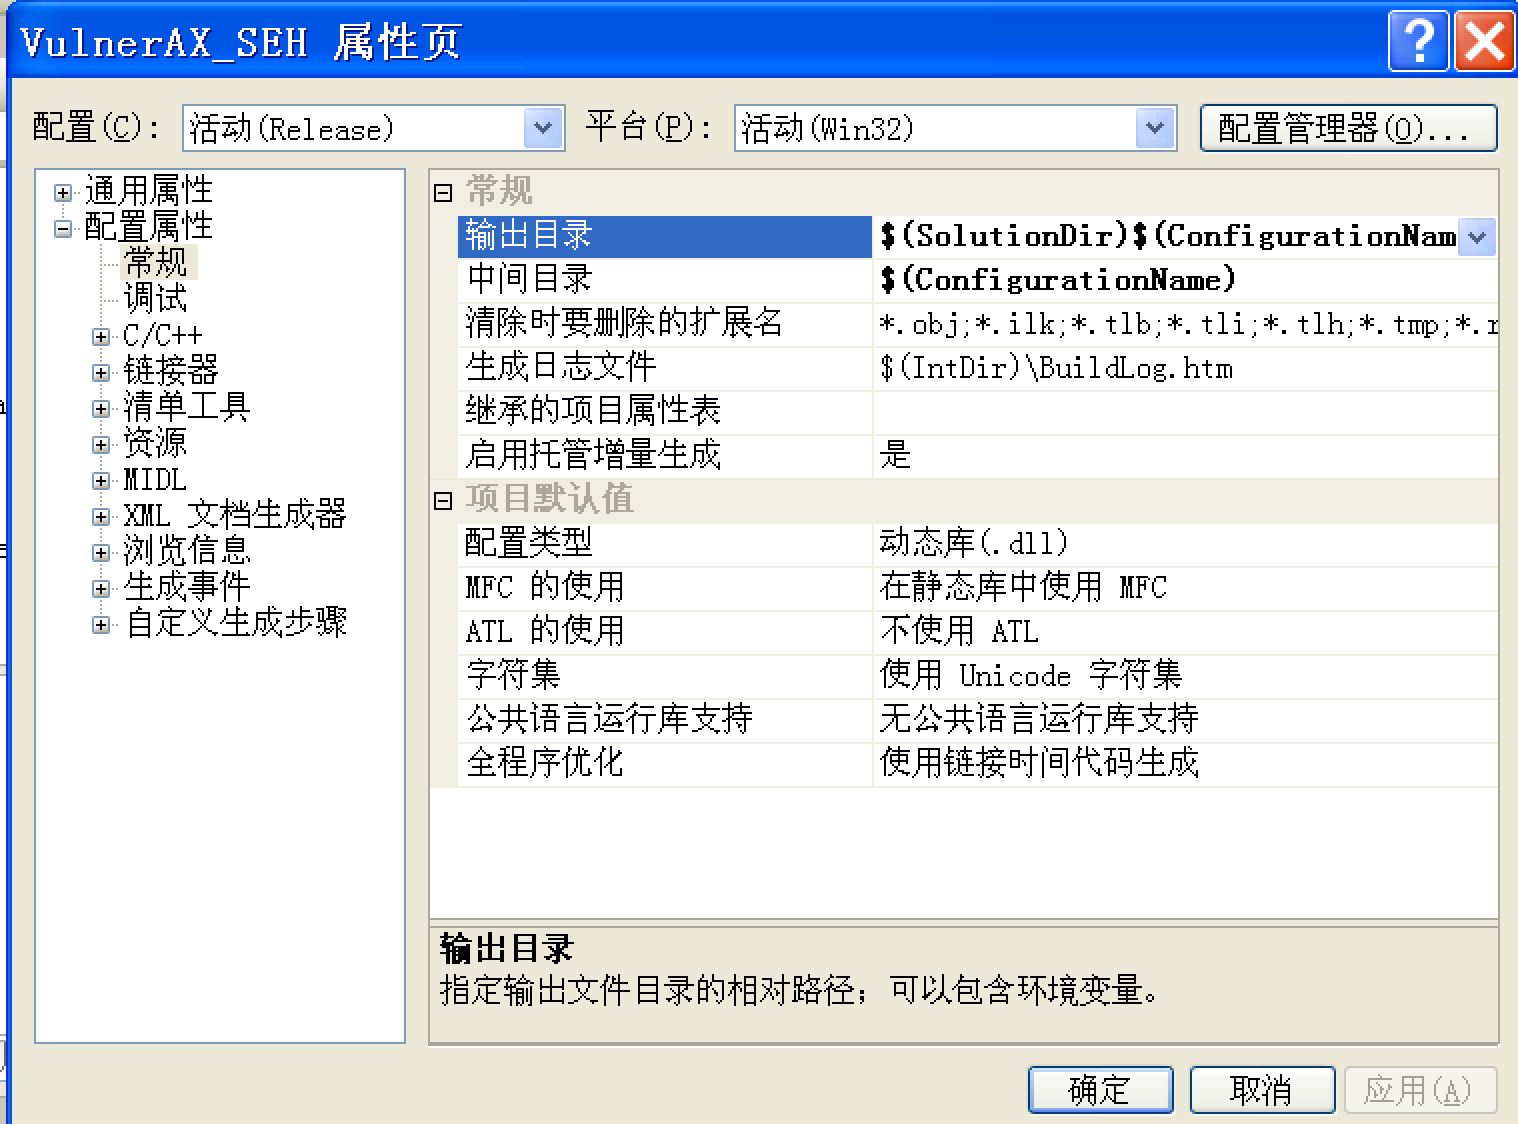 VulnerAX_SEH 属性页
配置(C): 活动(Release) 平台(P): 活动(Win32) 配置管理器(O)...
通用属性
配置属性
常规
调试
C/C++
链接器
清单工具
资源
MIDL
XML 文档生成器
浏览信息
生成事件
自定义生成步骤
常规
输出目录 $(SolutionDir)$(ConfigurationNam
中间目录 $(ConfigurationName)
清除时要删除的扩展名 *.obj;*.ilk;*.tlb;*.tli;*.tlh;*.tmp;*.r
生成日志文件 $(IntDir)\BuildLog.htm
继承的项目属性表
启用托管增量生成 是
项目默认值
配置类型 动态库(.dll)
MFC 的使用 在静态库中使用 MFC
ATL 的使用 不使用 ATL
字符集 使用 Unicode 字符集
公共语言运行库支持 无公共语言运行库支持
全程序优化 使用链接时间代码生成
输出目录
指定输出文件目录的相对路径；可以包含环境变量。
确定 取消 应用(A)